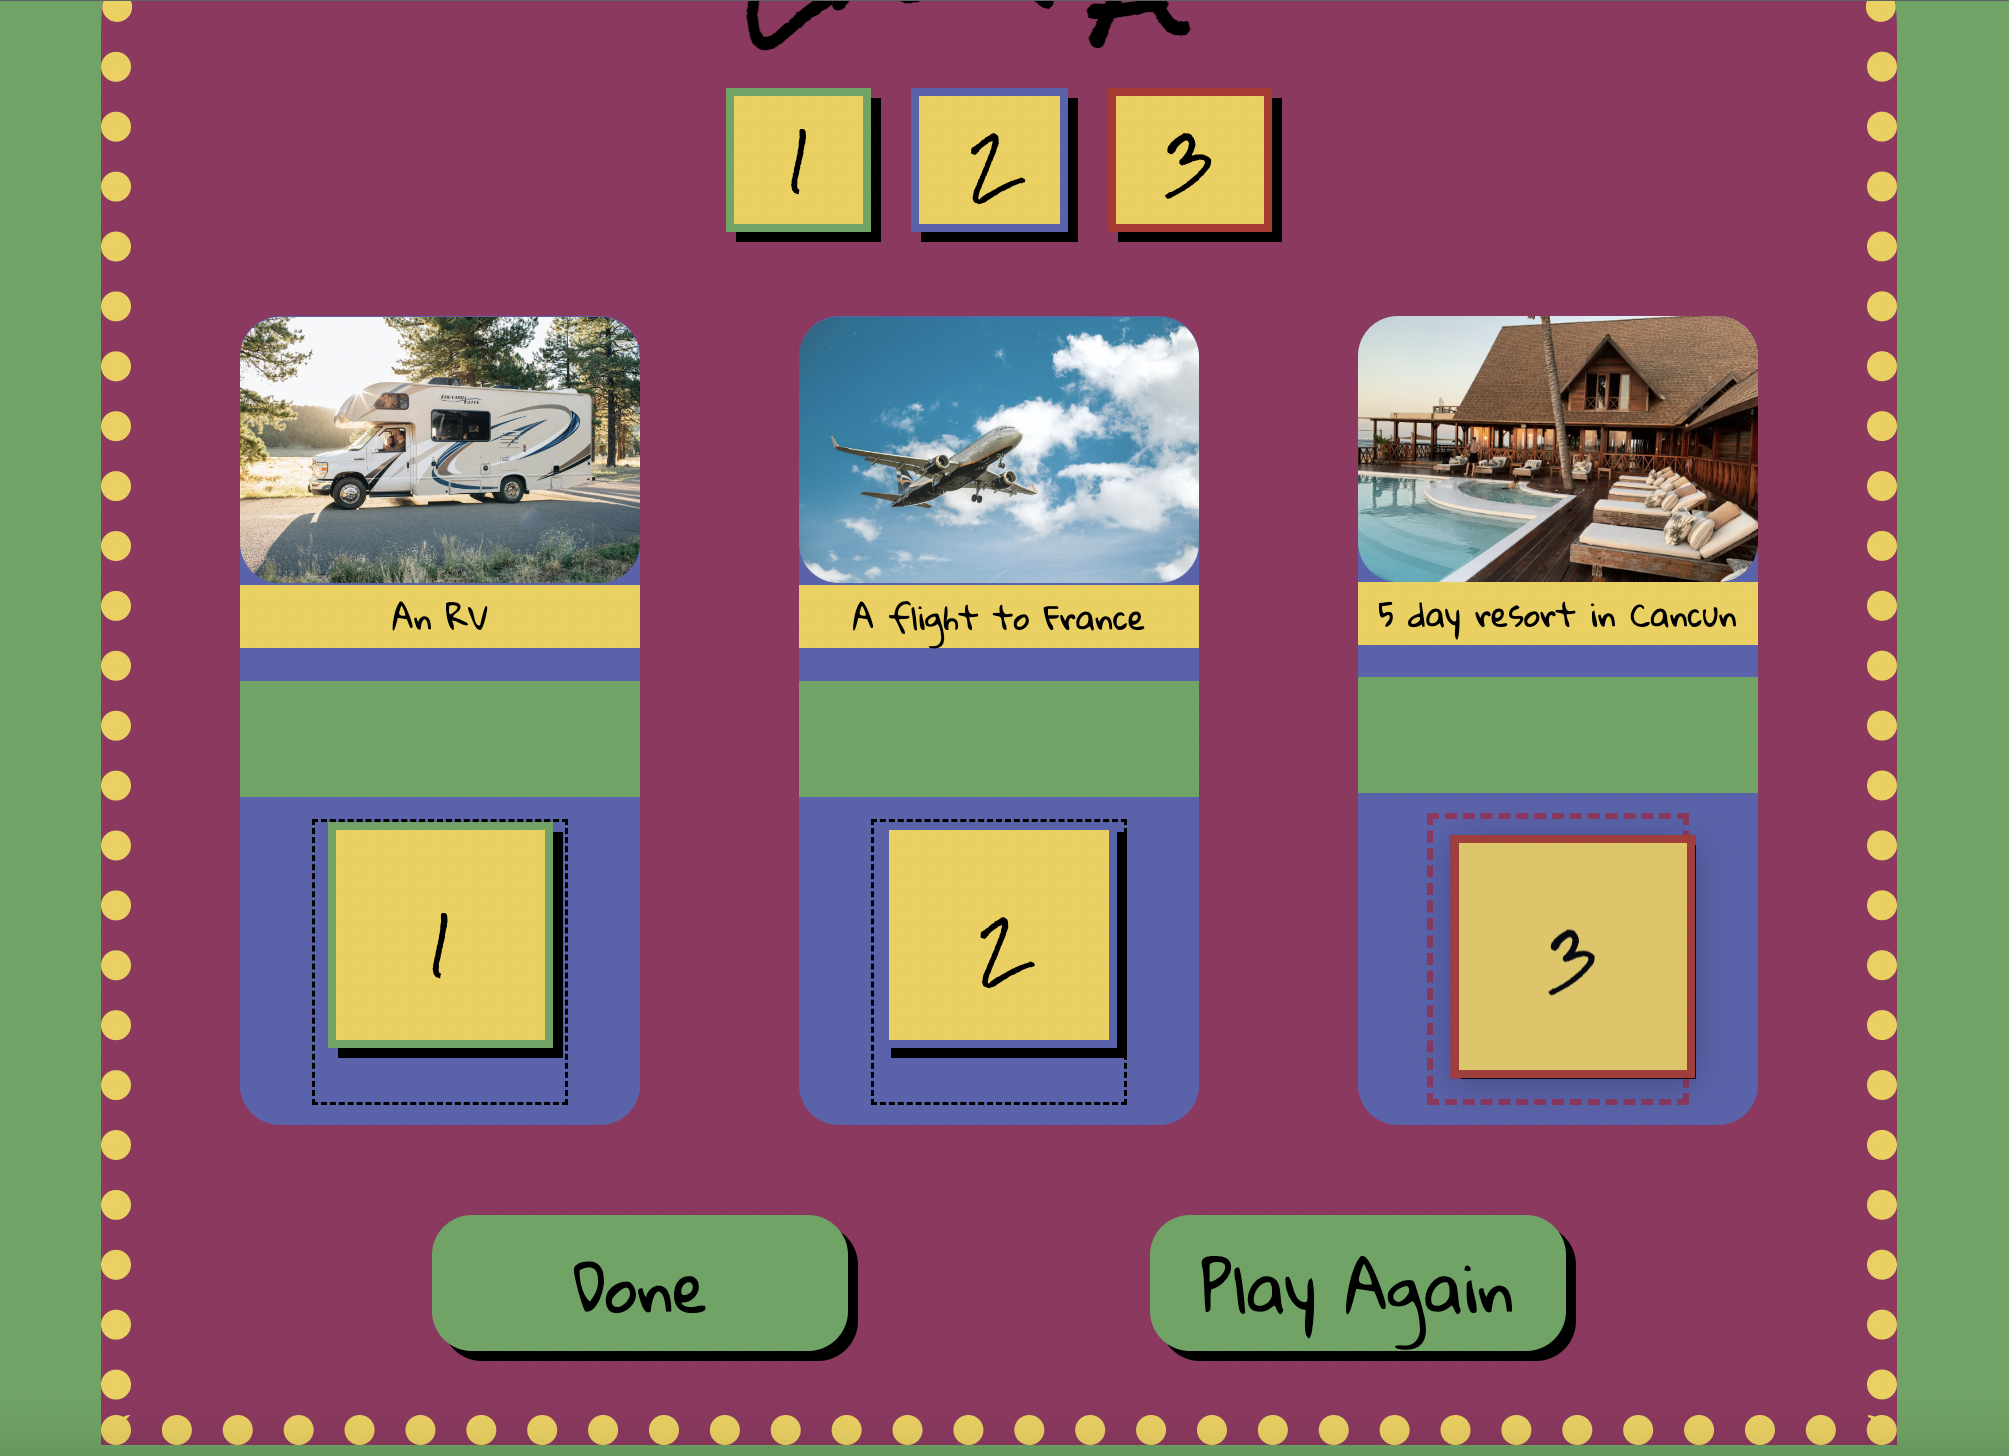 1 2 3
An RV
A flight to France
5 day resort in Cancun
1
2
3
Done
Play Again